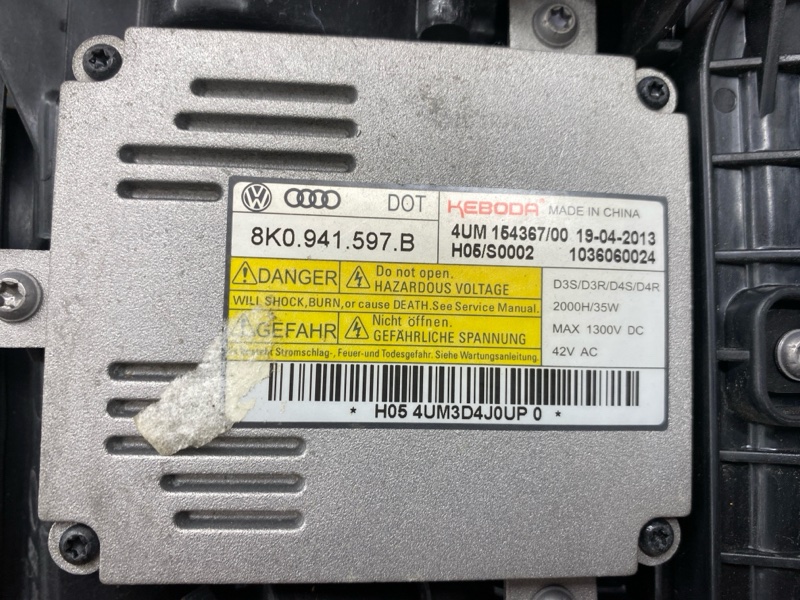 VW DOT KEBODA MADE IN CHINA
8K0.941.597.B
4UM 154367/00 19-04-2013
H05/S0002 1036060024
DANGER Do not open.
HAZARDOUS VOLTAGE
WILL SHOCK,BURN,or cause DEATH.See Service Manual.
GEFAHR Nicht öffnen.
GEFÄHRLICHE SPANNUNG
Stromschlag-, Feuer-und Todesgefahr. Siehe Wartungsanleitung.
D3S/D3R/D4S/D4R
2000H/35W
MAX 1300V DC
42V AC
* H05 4UM3D4J0UP 0 *